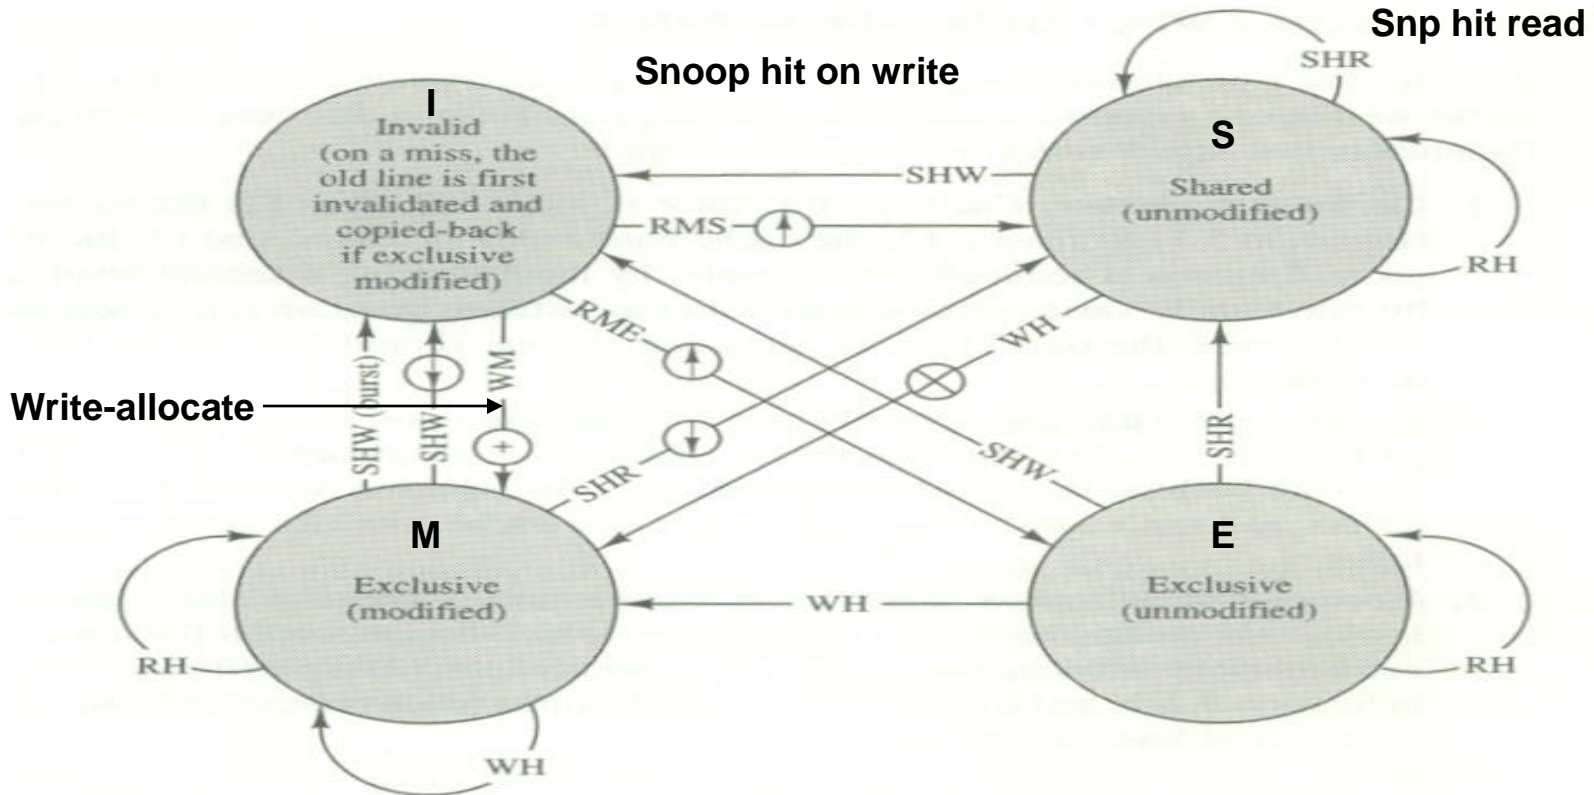 Snp hit read
SHR
Snoop hit on write
I
Invalid
(on a miss, the
old line is first
invalidated and
copied-back
if exclusive
modified)
S
Shared
(unmodified)
SHW
RMS
RH
RME
WH
Write-allocate
SHW (burst)
SHW
WM
+
SHR
SHW
SHR
M
Exclusive
(modified)
E
Exclusive
(unmodified)
WH
RH
RH
WH